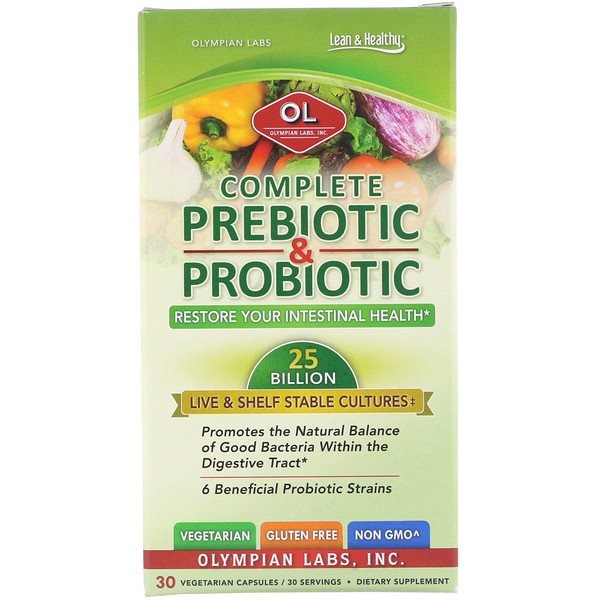 OLYMPIAN LABS
Lean & Healthy™
OL
OLYMPIAN LABS, INC.
COMPLETE
PREBIOTIC
&
PROBIOTIC
RESTORE YOUR INTESTINAL HEALTH*
25
BILLION
LIVE & SHELF STABLE CULTURES‡
Promotes the Natural Balance
of Good Bacteria Within the
Digestive Tract*
6 Beneficial Probiotic Strains
VEGETARIAN GLUTEN FREE NON GMO^
OLYMPIAN LABS, INC.
30 VEGETARIAN CAPSULES / 30 SERVINGS • DIETARY SUPPLEMENT